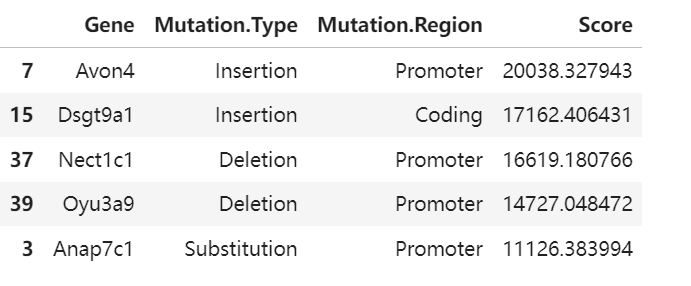 Gene Mutation.Type Mutation.Region Score
7 Avon4 Insertion Promoter 20038.327943
15 Dsgt9a1 Insertion Coding 17162.406431
37 Nect1c1 Deletion Promoter 16619.180766
39 Oyu3a9 Deletion Promoter 14727.048472
3 Anap7c1 Substitution Promoter 11126.383994